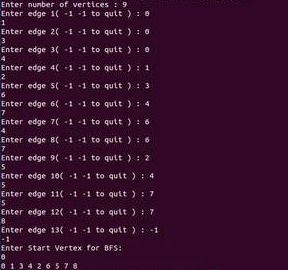 Enter number of vertices : 9
Enter edge 1( -1 -1 to quit ) : 0
1
Enter edge 2( -1 -1 to quit ) : 0
3
Enter edge 3( -1 -1 to quit ) : 0
4
Enter edge 4( -1 -1 to quit ) : 1
2
Enter edge 5( -1 -1 to quit ) : 3
6
Enter edge 6( -1 -1 to quit ) : 4
7
Enter edge 7( -1 -1 to quit ) : 6
4
Enter edge 8( -1 -1 to quit ) : 6
7
Enter edge 9( -1 -1 to quit ) : 2
5
Enter edge 10( -1 -1 to quit ) : 4
5
Enter edge 11( -1 -1 to quit ) : 7
5
Enter edge 12( -1 -1 to quit ) : 7
8
Enter edge 13( -1 -1 to quit ) : -1
-1
Enter Start Vertex for BFS:
0
0 1 3 4 2 6 5 7 8